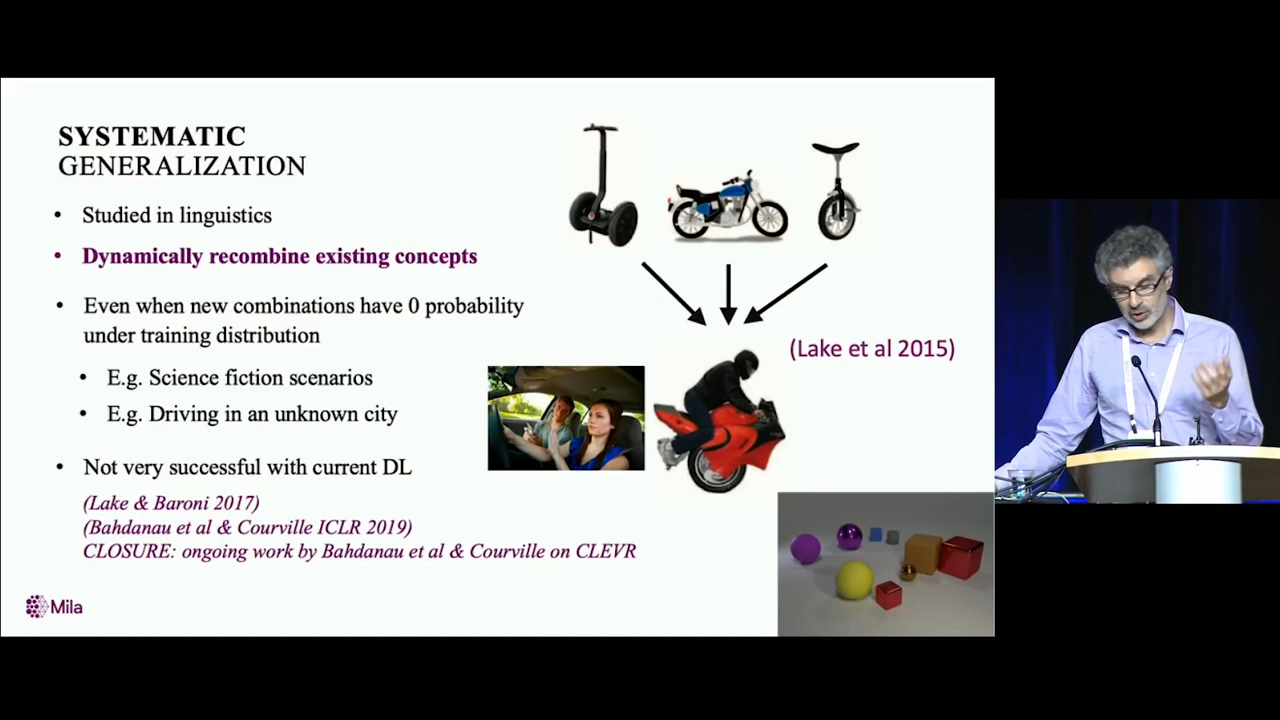 SYSTEMATIC
GENERALIZATION
• Studied in linguistics
• Dynamically recombine existing concepts
• Even when new combinations have 0 probability
under training distribution
• E.g. Science fiction scenarios
• E.g. Driving in an unknown city
• Not very successful with current DL
(Lake & Baroni 2017)
(Bahdanau et al & Courville ICLR 2019)
CLOSURE: ongoing work by Bahdanau et al & Courville on CLEVR
(Lake et al 2015)
Mila